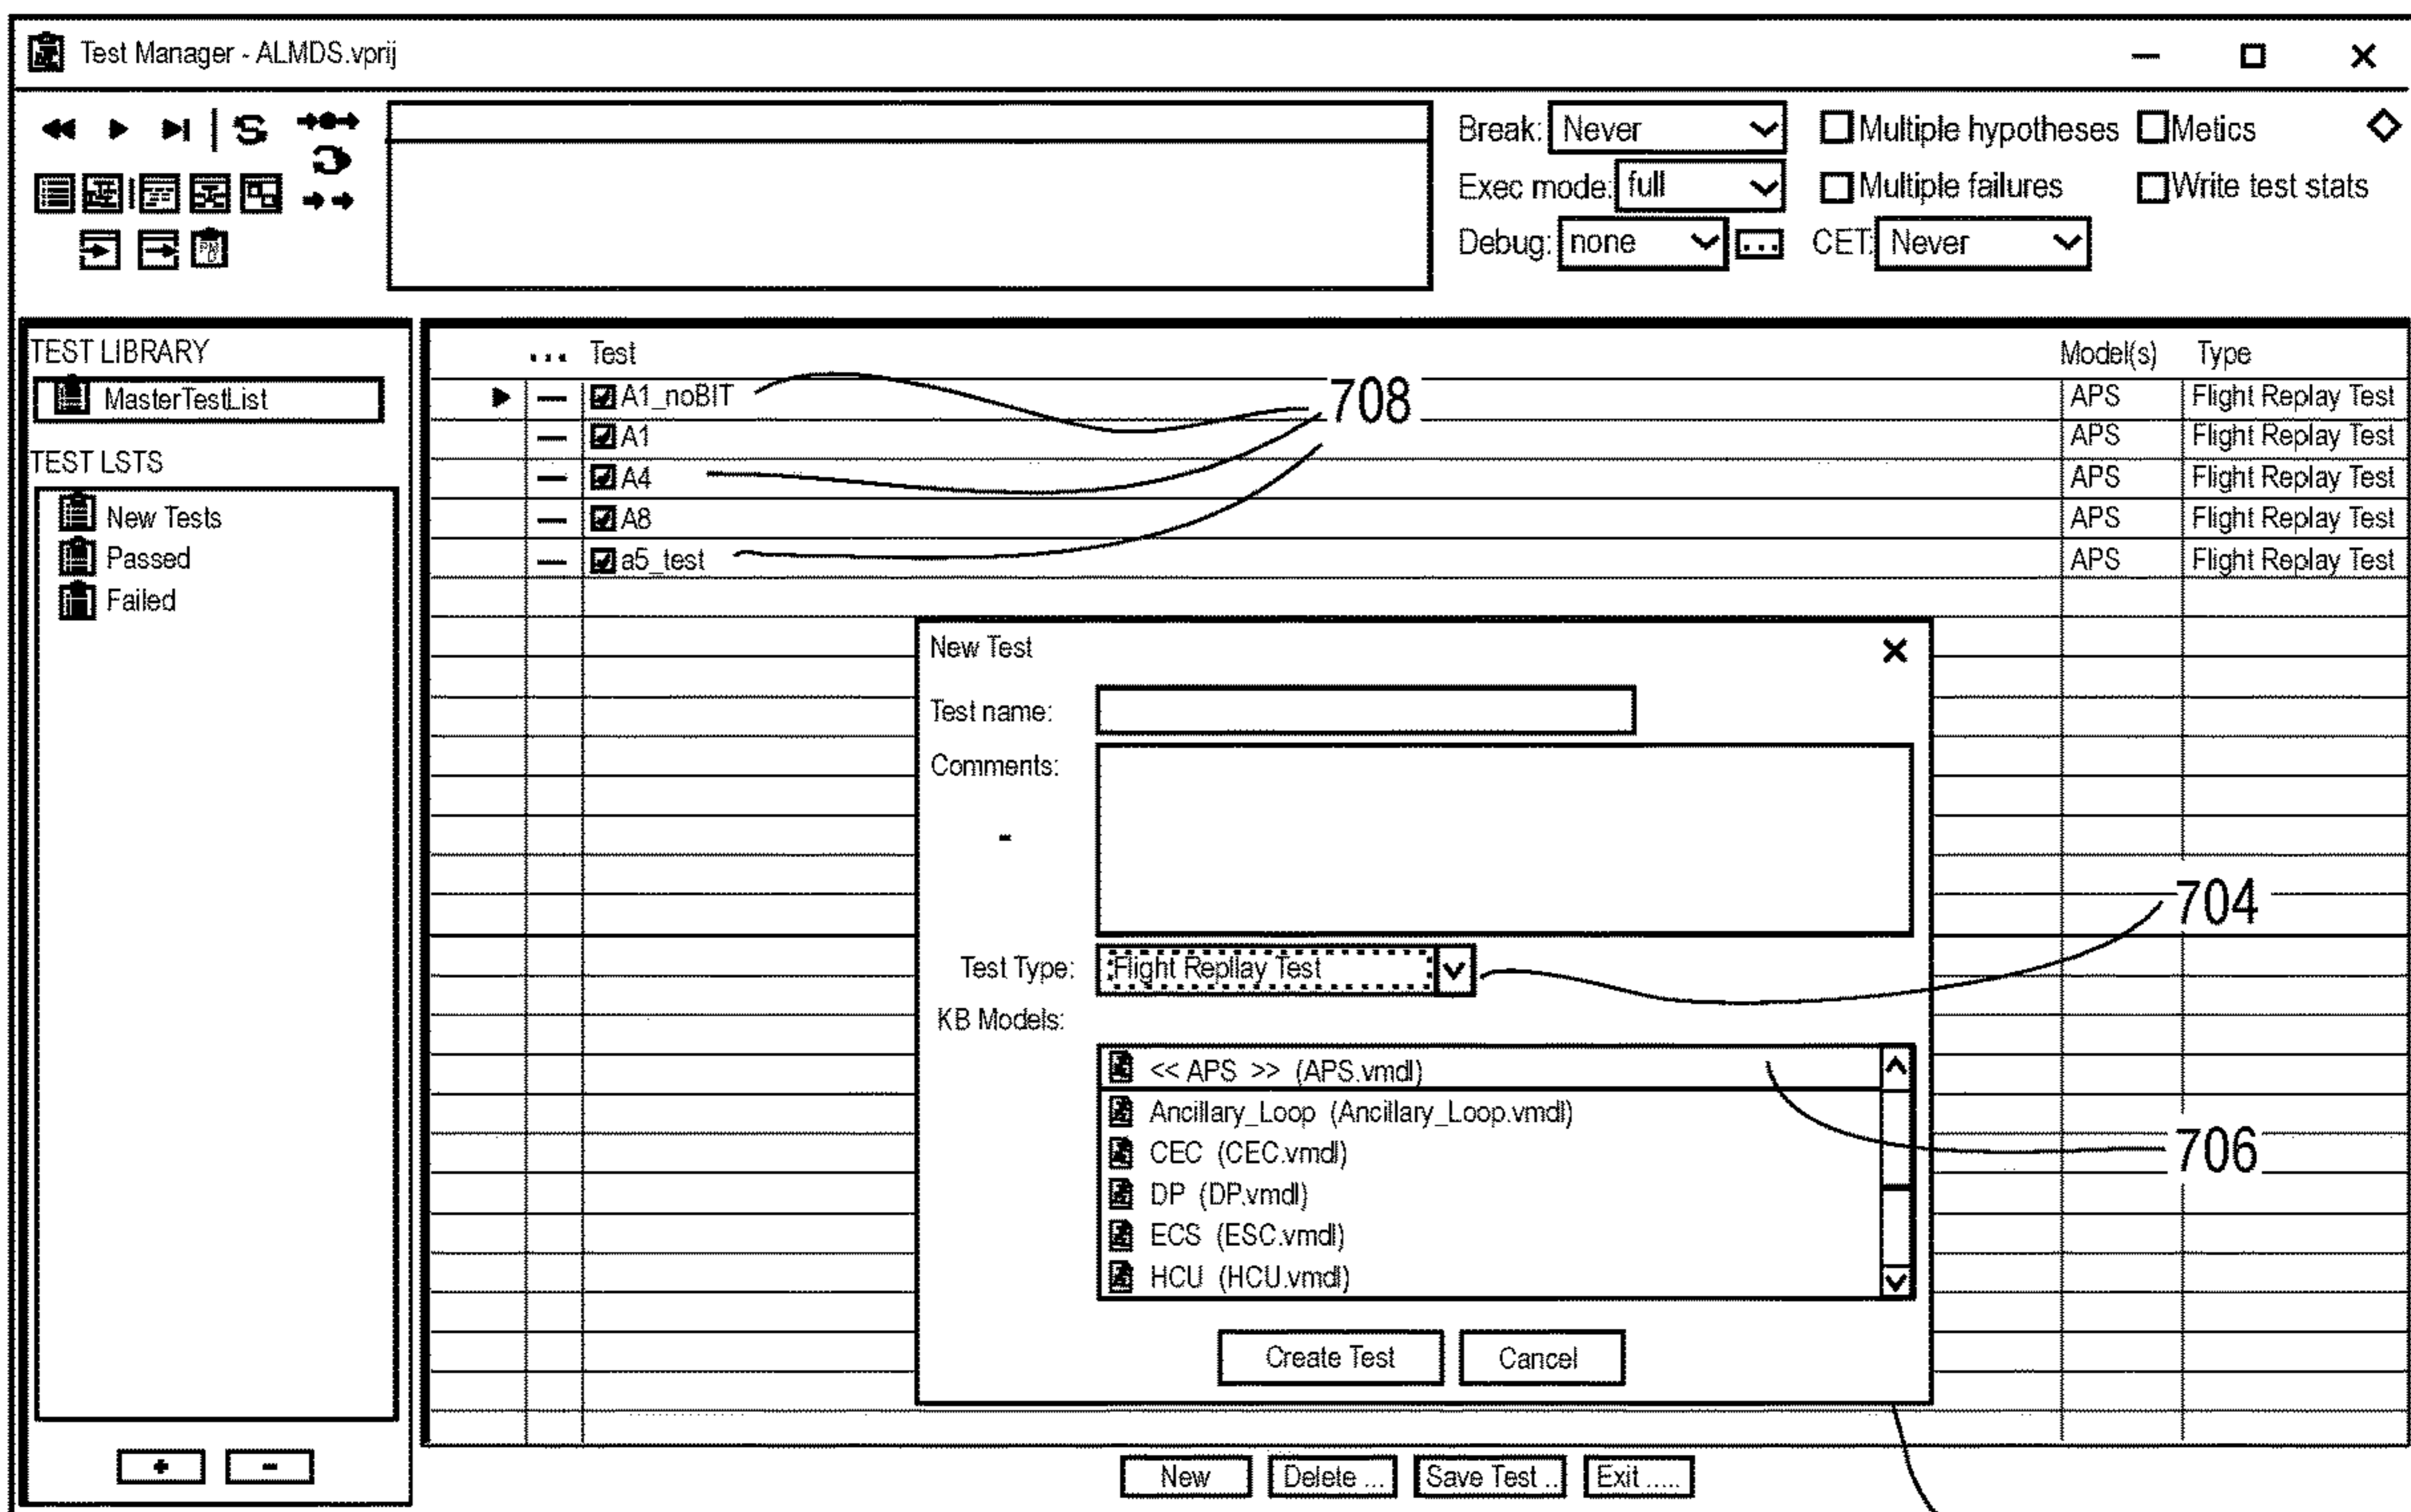 Test Manager - ALMDS.vprij
Break: Never
Multiple hypotheses
Metics
Exec mode: full
Multiple failures
Write test stats
Debug: none ...
CET: Never
TEST LIBRARY
MasterTestList
TEST LSTS
New Tests
Passed
Failed
... Test Model(s) Type
A1_noBIT APS Flight Replay Test
A1 APS Flight Replay Test
A4 APS Flight Replay Test
A8 APS Flight Replay Test
a5_test APS Flight Replay Test
708
New Test
Test name:
Comments:
-
704
Test Type: Flight Repllay Test
KB Models:
<< APS >> (APS.vmdl)
Ancillary_Loop (Ancillary_Loop.vmdl)
CEC (CEC.vmdl)
706
DP (DP.vmdl)
ECS (ESC.vmdl)
HCU (HCU.vmdl)
Create Test Cancel
+ -
New Delete ... Save Test .. Exit .....